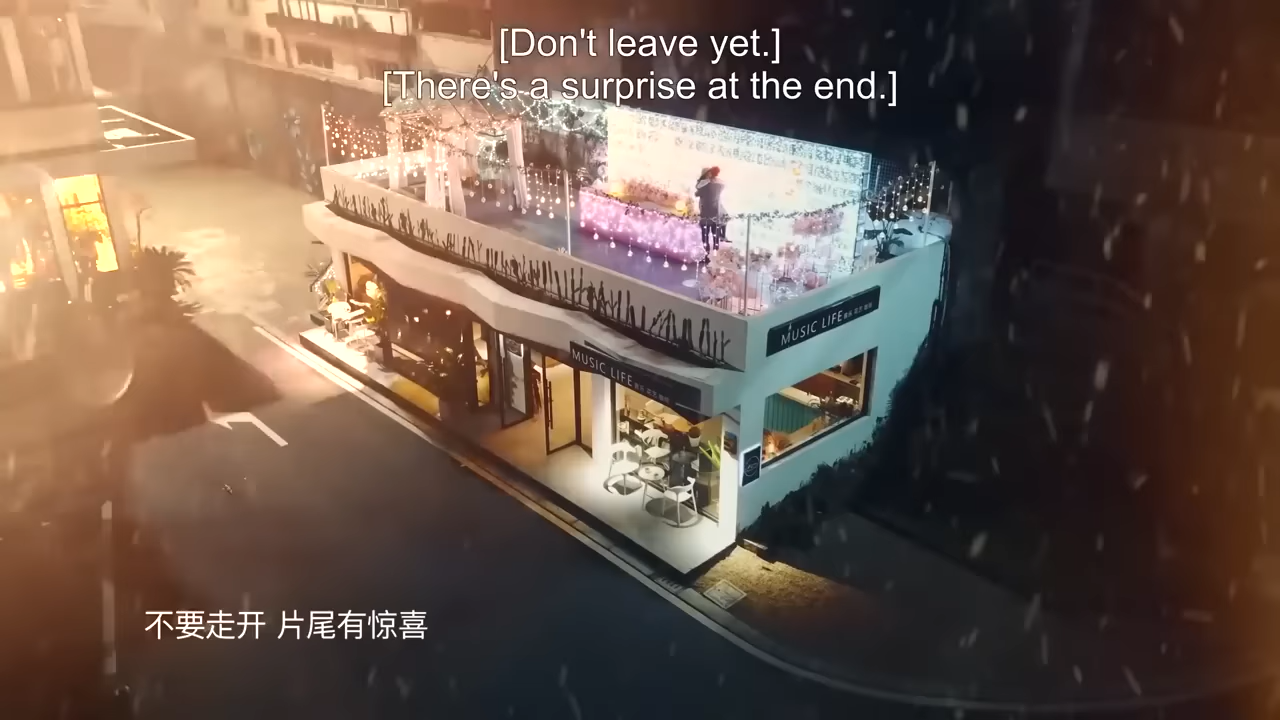 [Don't leave yet.]
[There's a surprise at the end.]
MUSIC LIFE
MUSIC LIFE
不要走开 片尾有惊喜